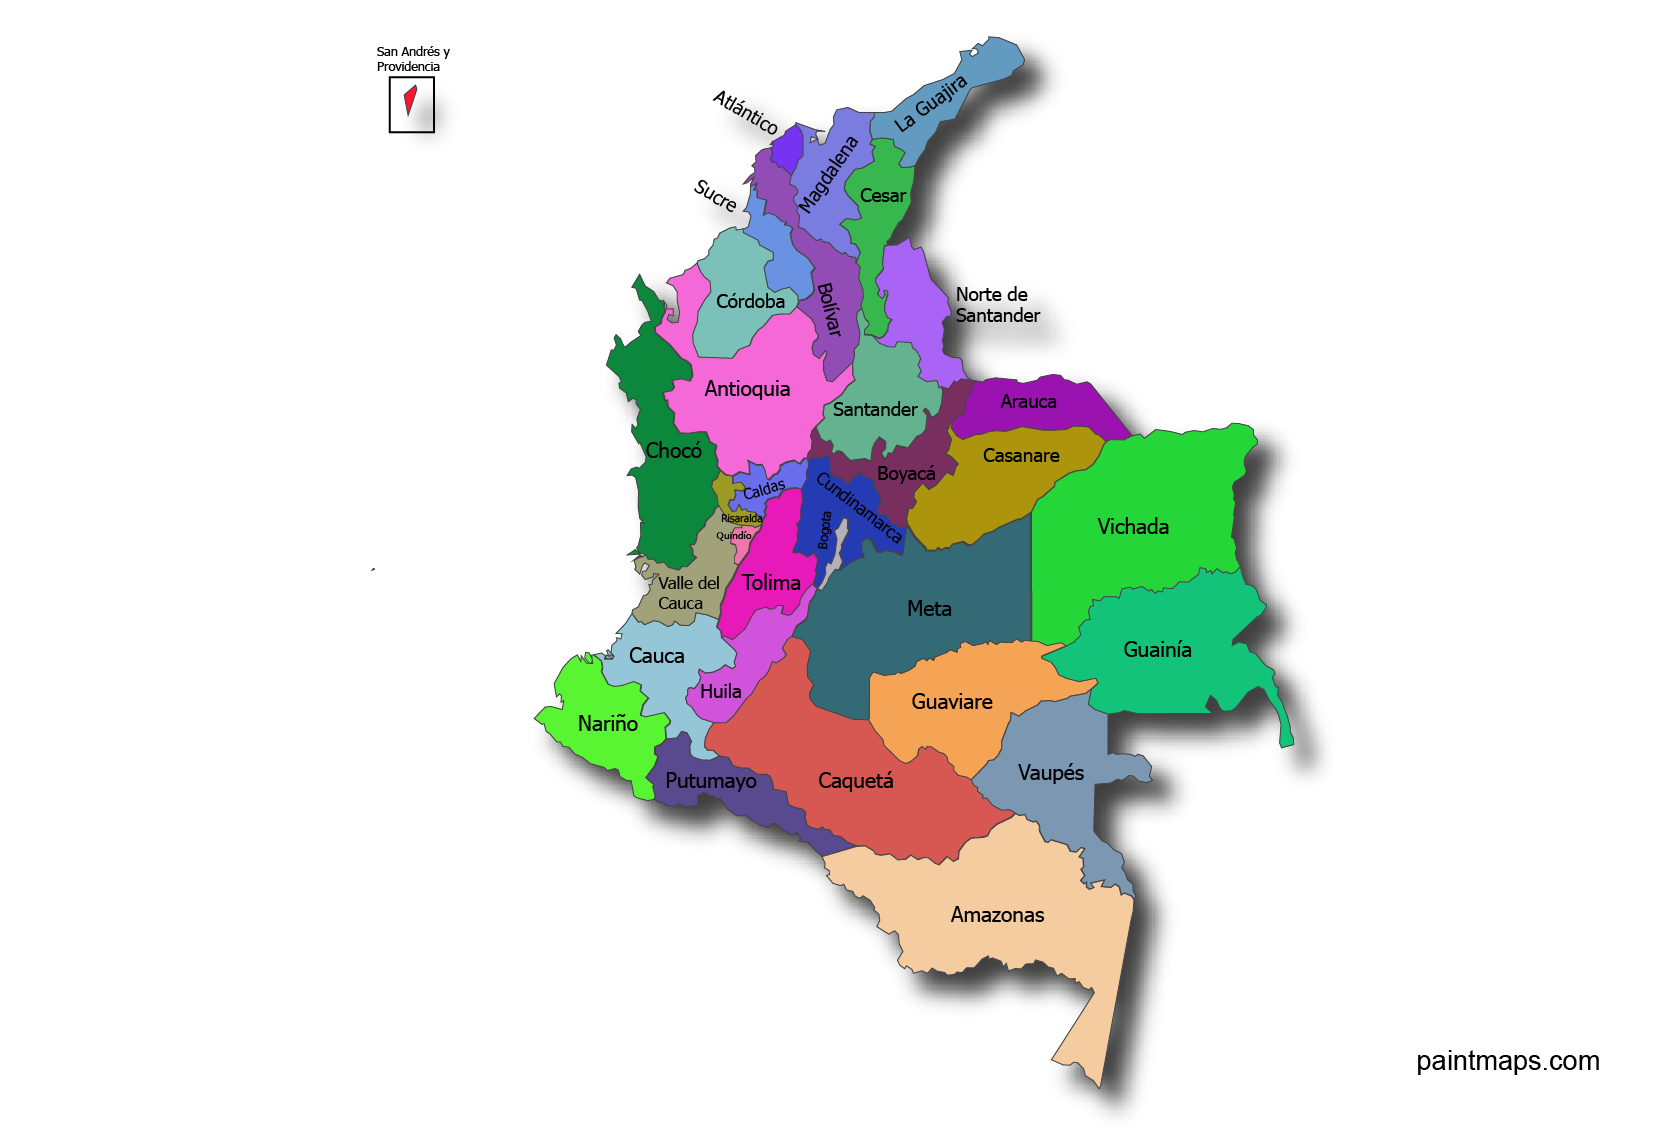 San Andrés y
Providencia
La Guajira
Atlántico
Magdalena
Cesar
Sucre
Norte de
Santander
Córdoba
Bolívar
Antioquia
Santander
Arauca
Chocó
Casanare
Boyacá
Caldas
Cundinamarca
Risaralda
Bogota
Vichada
Quindío
Tolima
Valle del
Cauca
Meta
Cauca
Guainía
Huila
Guaviare
Nariño
Putumayo
Caquetá
Vaupés
Amazonas
paintmaps.com